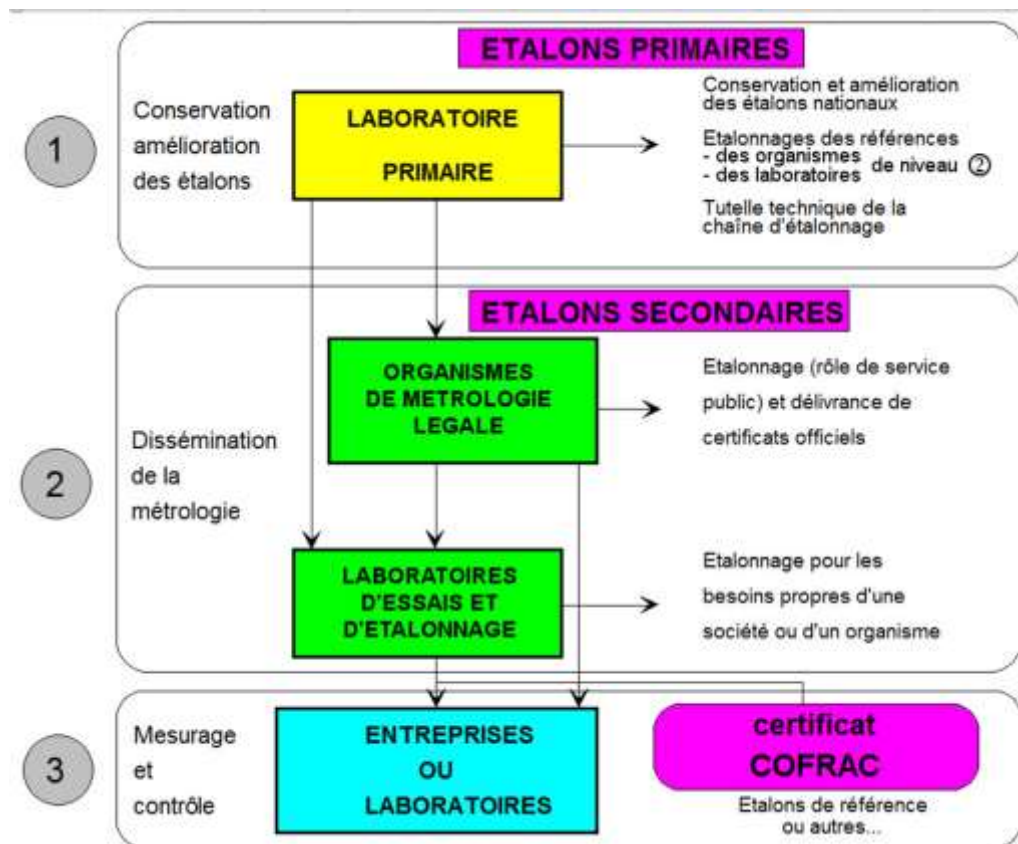 ETALONS PRIMAIRES
1
Conservation
amélioration
des étalons
LABORATOIRE
PRIMAIRE
Conservation et amélioration
des étalons nationaux
Etalonnages des références
- des organismes
- des laboratoires
de niveau ②
Tutelle technique de la
chaîne d'étalonnage
ETALONS SECONDAIRES
2
Dissémination
de la
métrologie
ORGANISMES
DE METROLOGIE
LEGALE
Etalonnage (rôle de service
public) et délivrance de
certificats officiels
LABORATOIRES
D'ESSAIS ET
D'ETALONNAGE
Etalonnage pour les
besoins propres d'une
société ou d'un organisme
3
Mesurage
et
contrôle
ENTREPRISES
OU
LABORATOIRES
certificat
COFRAC
Etalons de référence
ou autres...